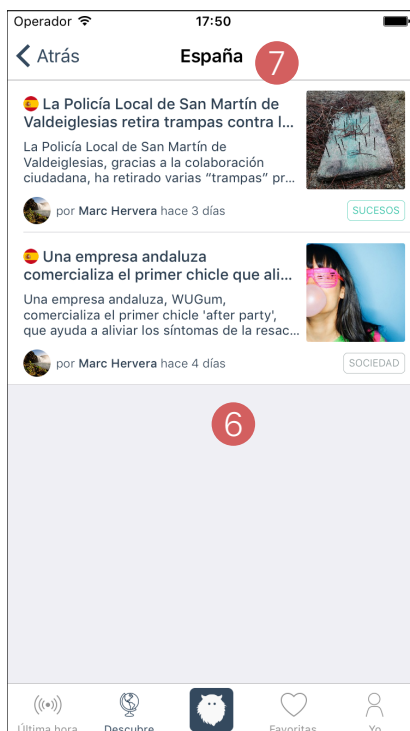 Operador 17:50
Atrás España 7
La Policía Local de San Martín de
Valdeiglesias retira trampas contra l...
La Policía Local de San Martín de
Valdeiglesias, gracias a la colaboración
ciudadana, ha retirado varias “trampas” pr...
por Marc Hervera hace 3 días SUCESOS
Una empresa andaluza
comercializa el primer chicle que ali...
Una empresa andaluza, WUGum,
comercializa el primer chicle 'after party',
que ayuda a aliviar los síntomas de la resac...
por Marc Hervera hace 4 días SOCIEDAD
6
Última hora Descubre Favoritas Yo